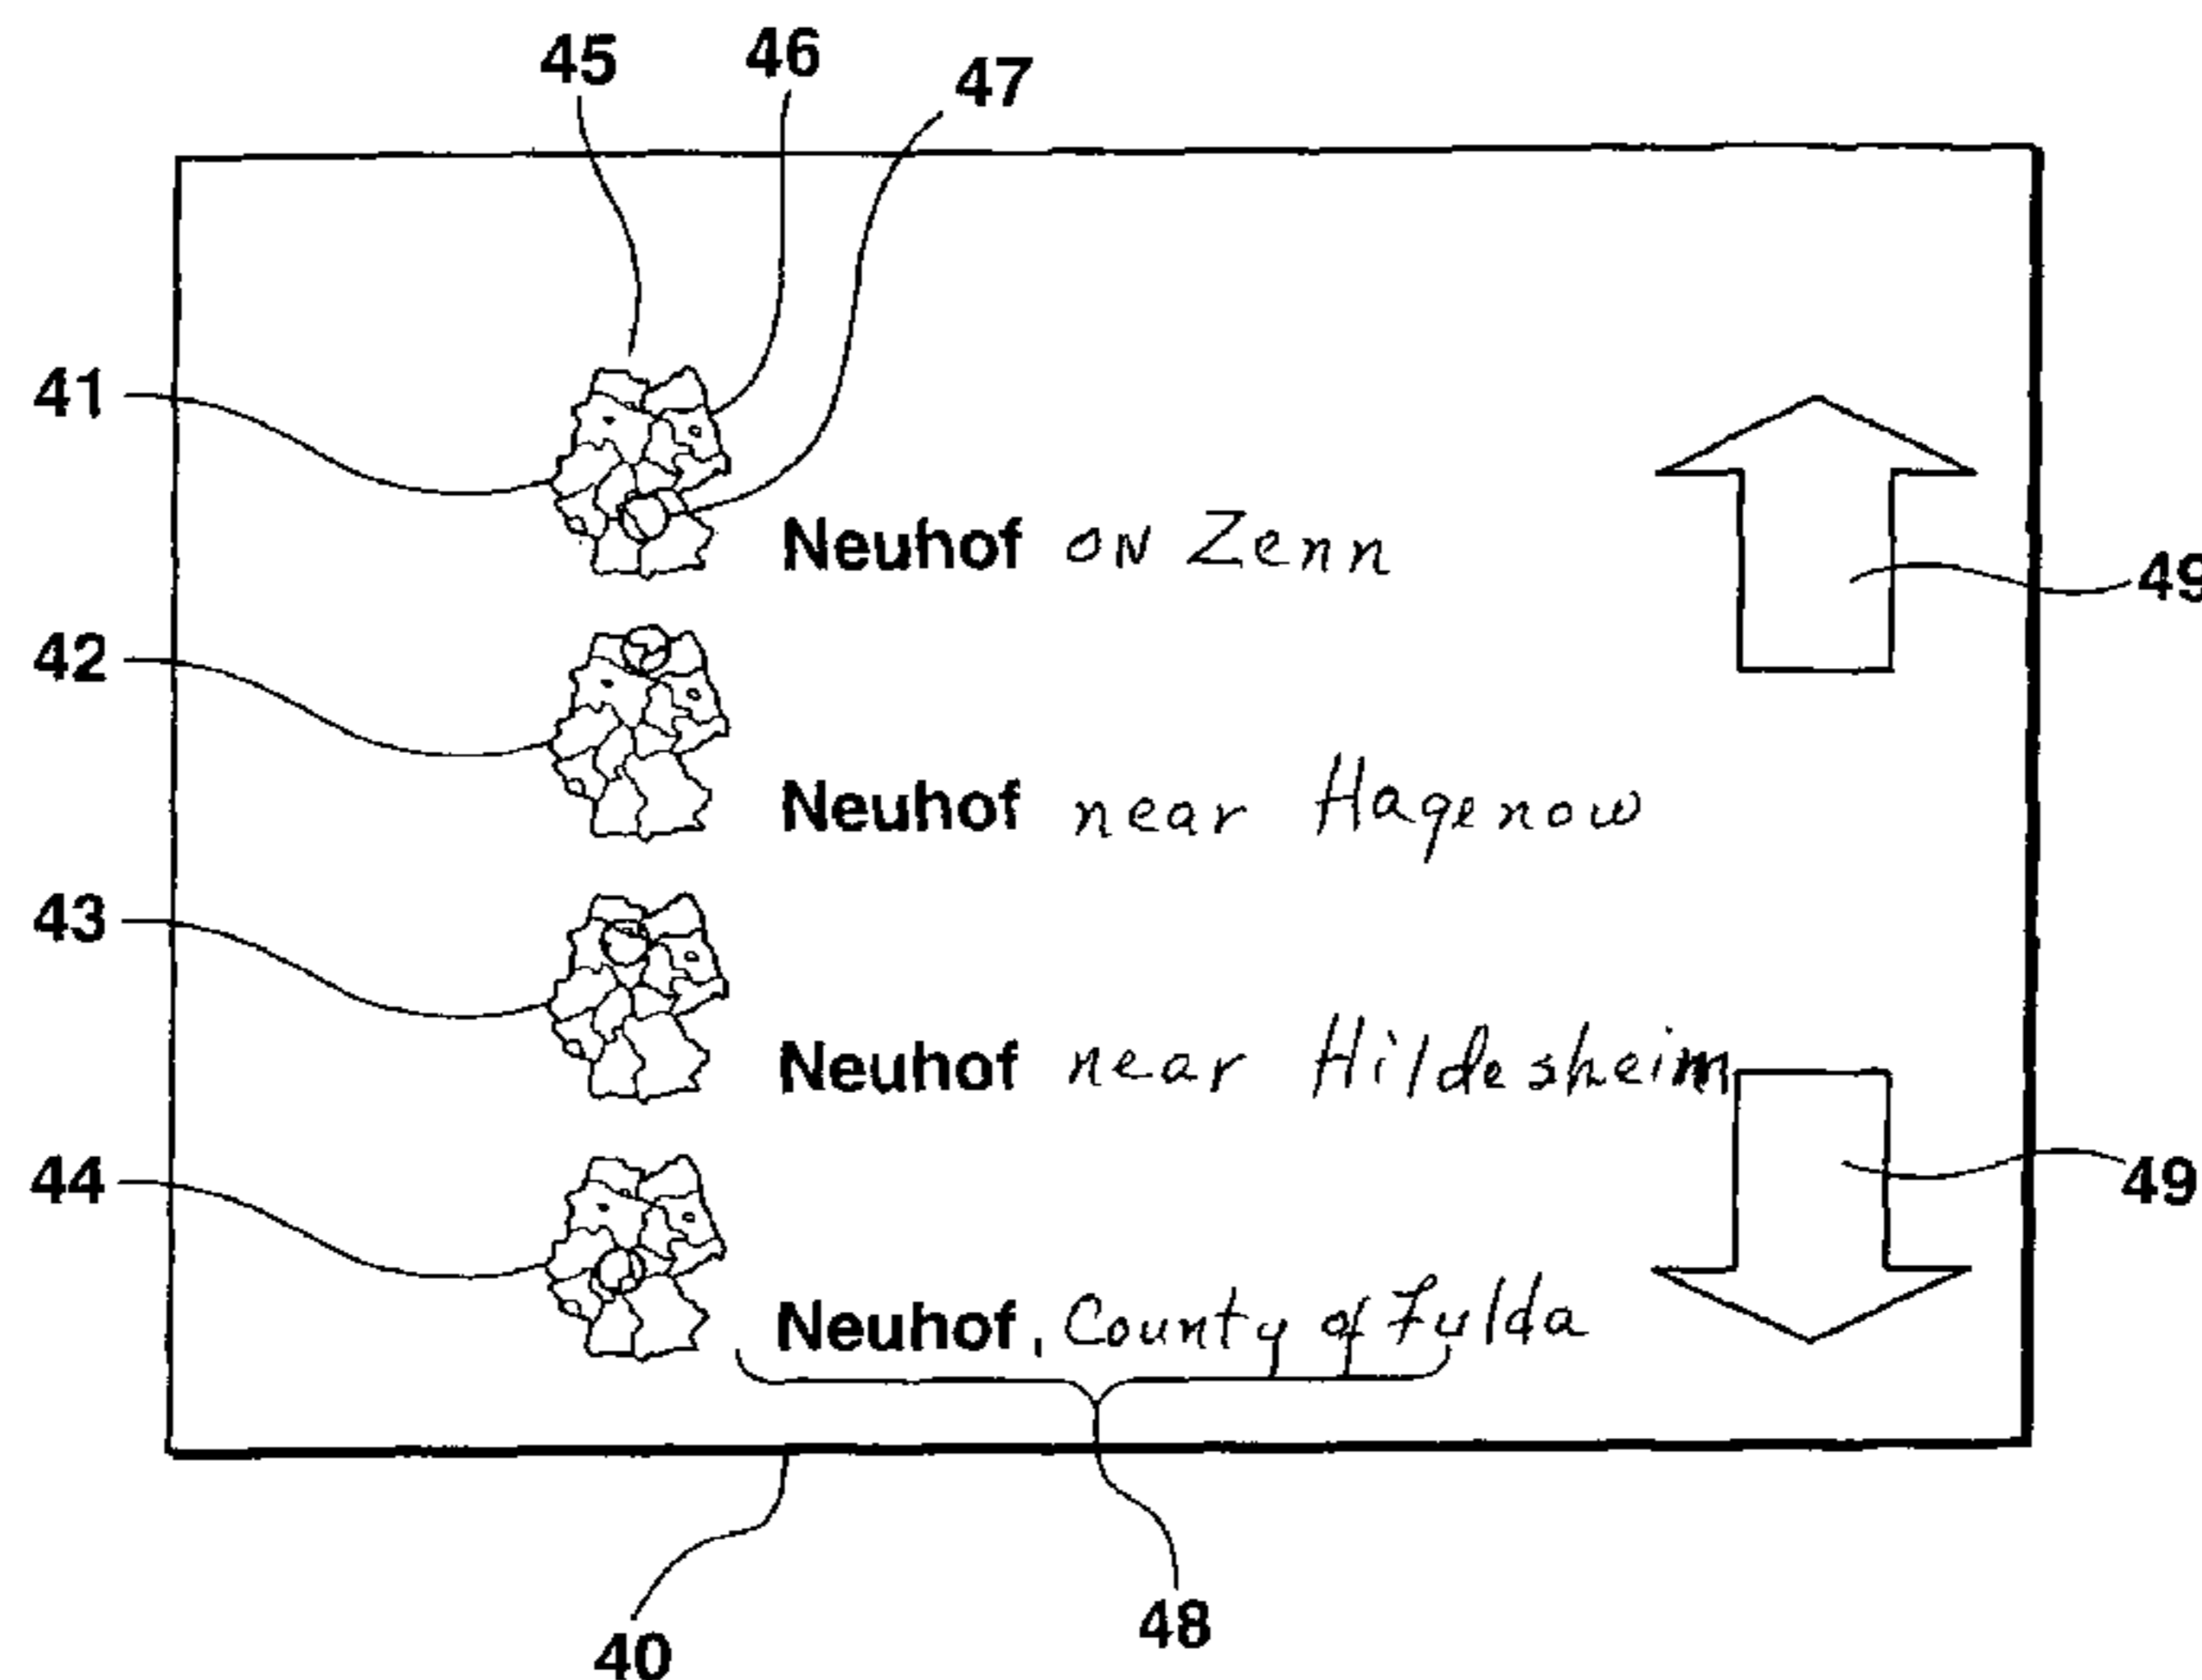 45 46 47
41
Neuhof on Zenn
49
42
Neuhof near Hagenow
43
Neuhof near Hildesheim
49
44
Neuhof, County of Fulda
48
40